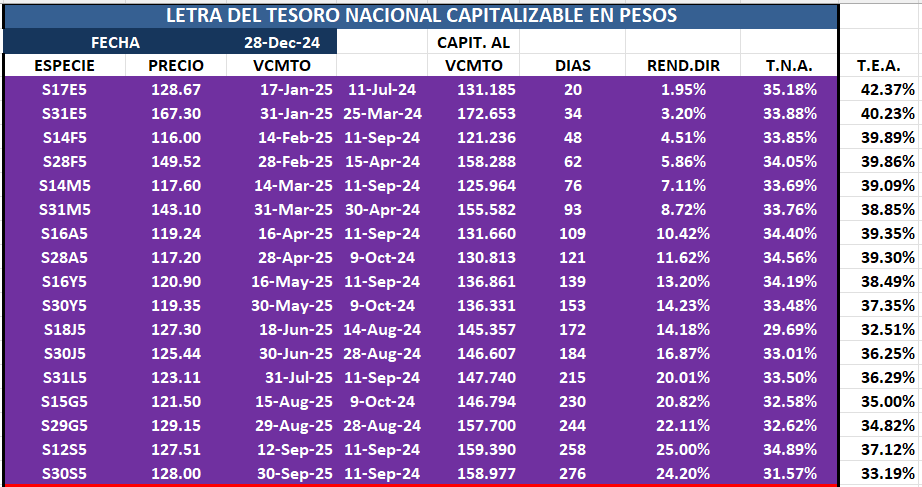 LETRA DEL TESORO NACIONAL CAPITALIZABLE EN PESOS
FECHA 28-Dec-24 CAPIT. AL
ESPECIE PRECIO VCMTO VCMTO DIAS REND.DIR T.N.A. T.E.A.
S17E5 128.67 17-Jan-25 11-Jul-24 131.185 20 1.95% 35.18% 42.37%
S31E5 167.30 31-Jan-25 25-Mar-24 172.653 34 3.20% 33.88% 40.23%
S14F5 116.00 14-Feb-25 11-Sep-24 121.236 48 4.51% 33.85% 39.89%
S28F5 149.52 28-Feb-25 15-Apr-24 158.288 62 5.86% 34.05% 39.86%
S14M5 117.60 14-Mar-25 11-Sep-24 125.964 76 7.11% 33.69% 39.09%
S31M5 143.10 31-Mar-25 30-Apr-24 155.582 93 8.72% 33.76% 38.85%
S16A5 119.24 16-Apr-25 11-Sep-24 131.660 109 10.42% 34.40% 39.35%
S28A5 117.20 28-Apr-25 9-Oct-24 130.813 121 11.62% 34.56% 39.30%
S16Y5 120.90 16-May-25 11-Sep-24 136.861 139 13.20% 34.19% 38.49%
S30Y5 119.35 30-May-25 9-Oct-24 136.331 153 14.23% 33.48% 37.35%
S18J5 127.30 18-Jun-25 14-Aug-24 145.357 172 14.18% 29.69% 32.51%
S30J5 125.44 30-Jun-25 28-Aug-24 146.607 184 16.87% 33.01% 36.25%
S31L5 123.11 31-Jul-25 11-Sep-24 147.740 215 20.01% 33.50% 36.29%
S15G5 121.50 15-Aug-25 9-Oct-24 146.794 230 20.82% 32.58% 35.00%
S29G5 129.15 29-Aug-25 28-Aug-24 157.700 244 22.11% 32.62% 34.82%
S12S5 127.51 12-Sep-25 11-Sep-24 159.390 258 25.00% 34.89% 37.12%
S30S5 128.00 30-Sep-25 11-Sep-24 158.977 276 24.20% 31.57% 33.19%